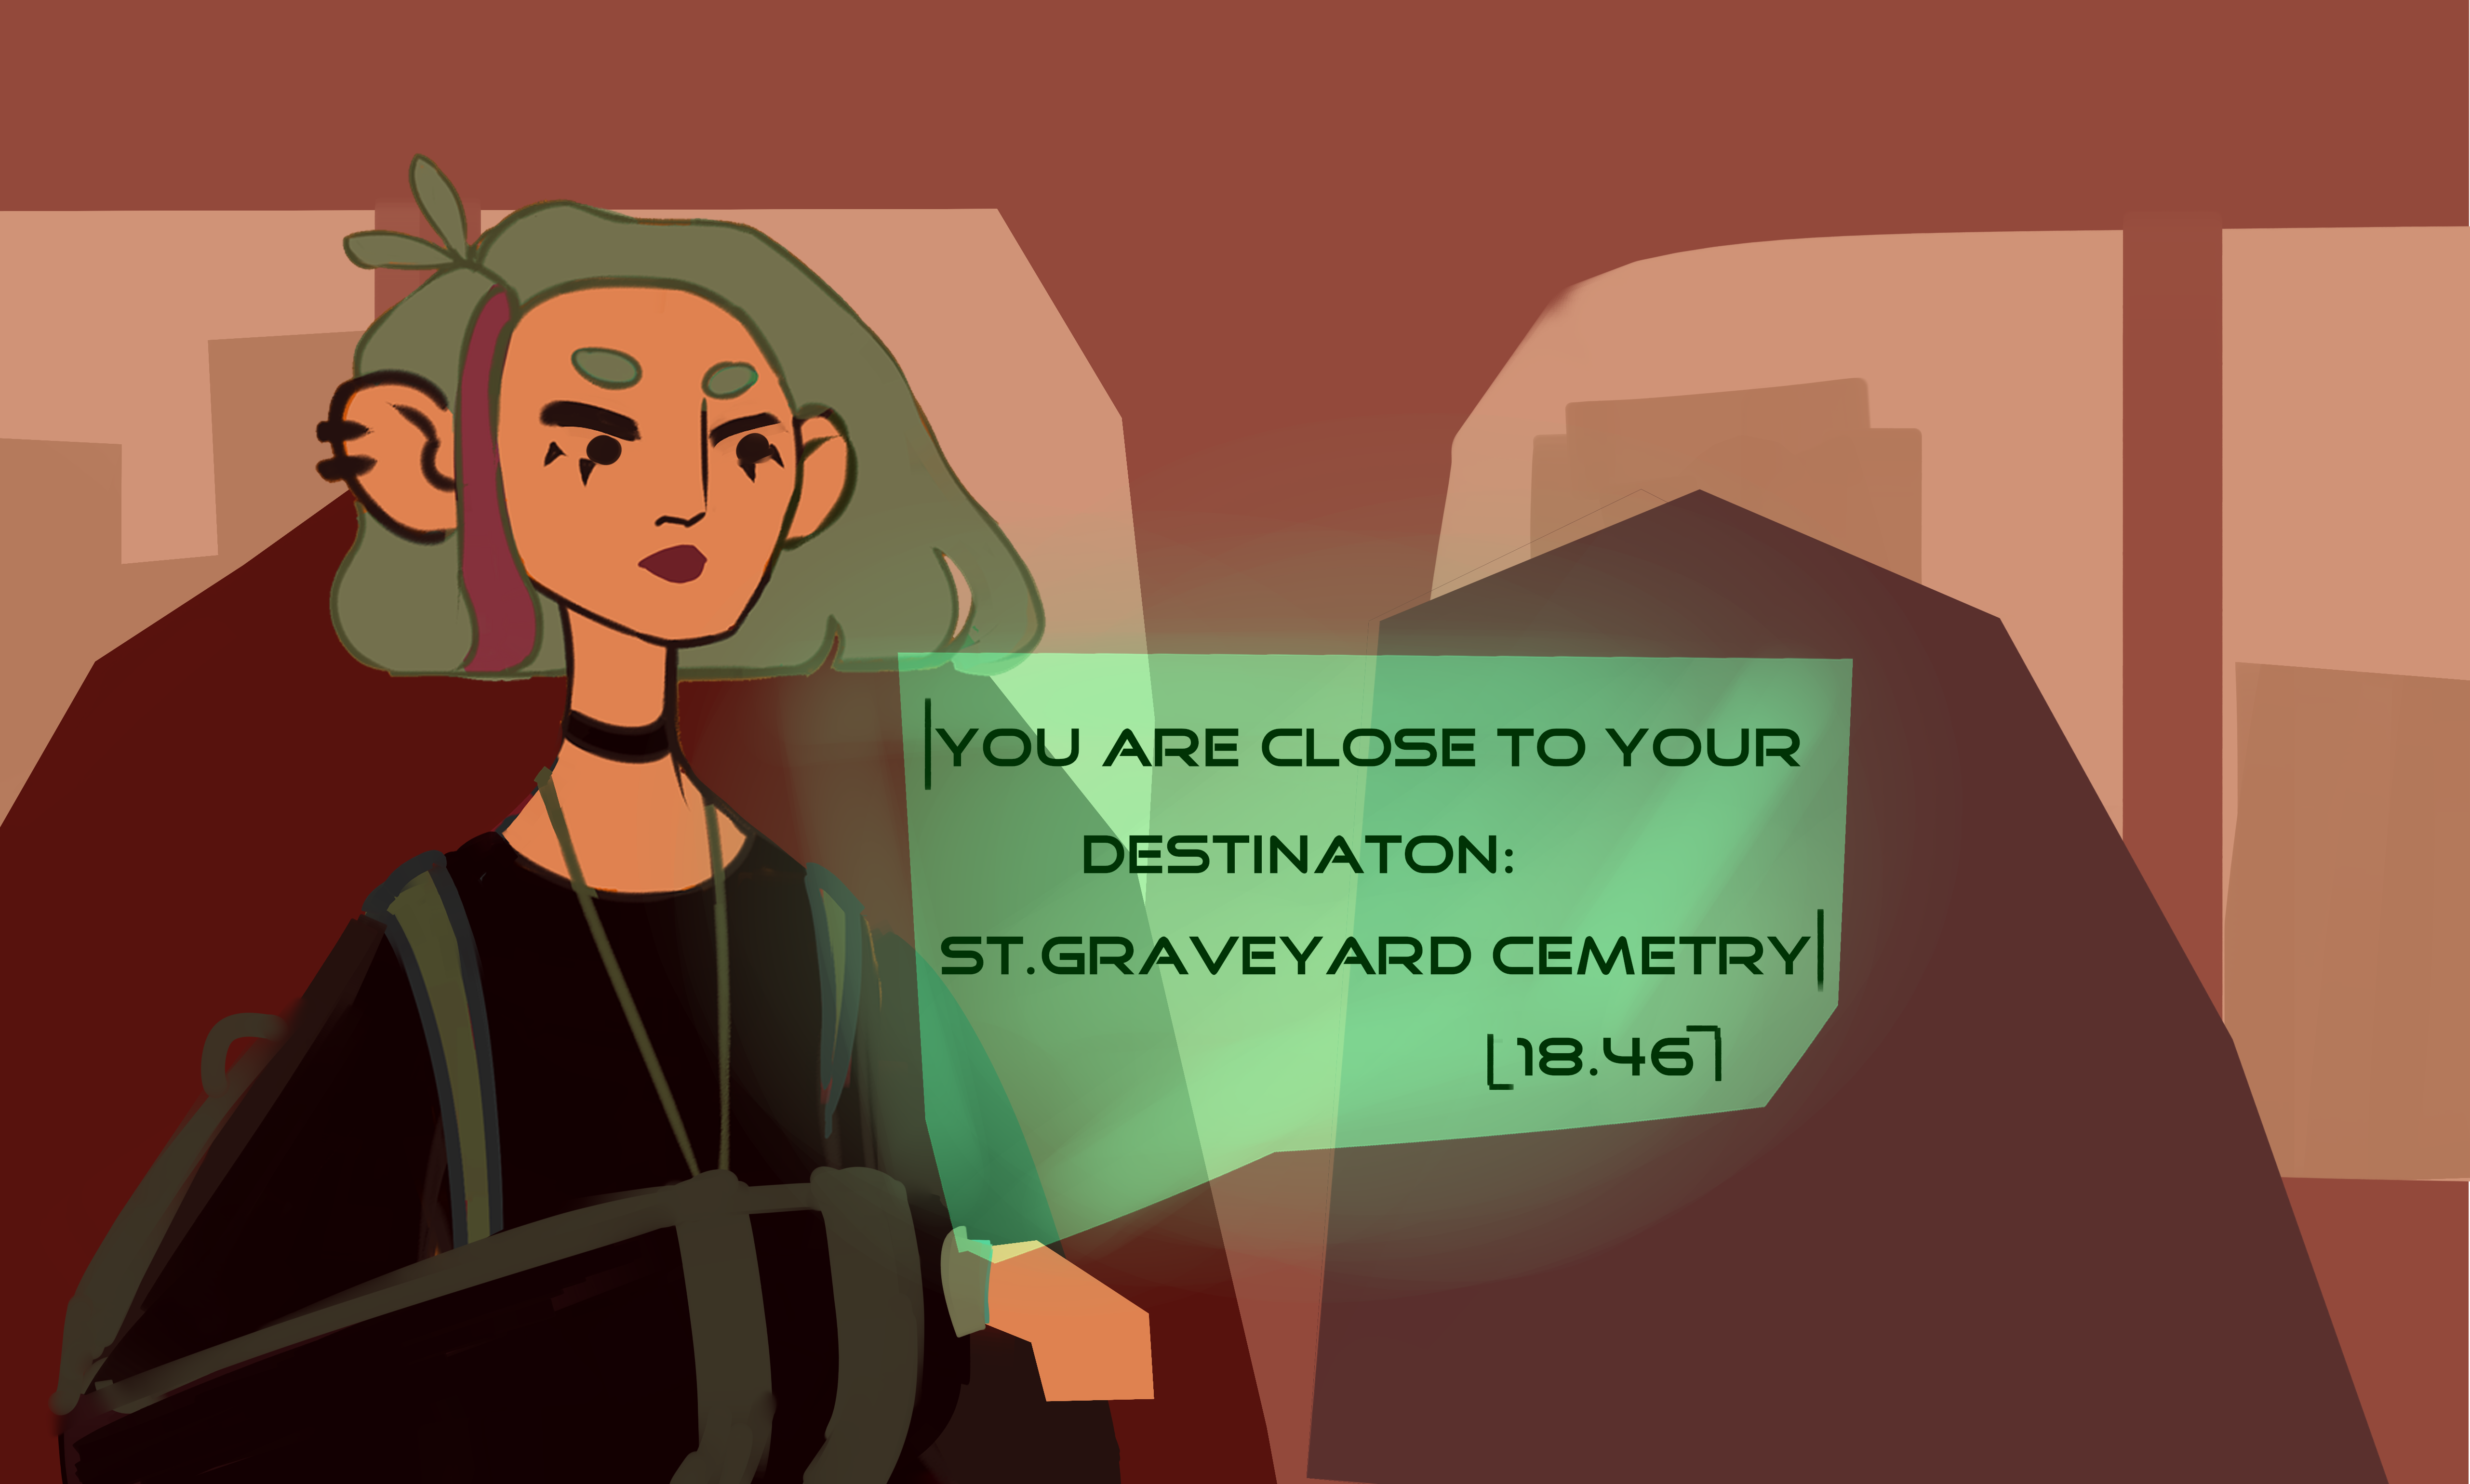 |YOU ARE CLOSE TO YOUR
DESTINATON:
ST.GRAVEYARD CEMETRY|
[18.46]